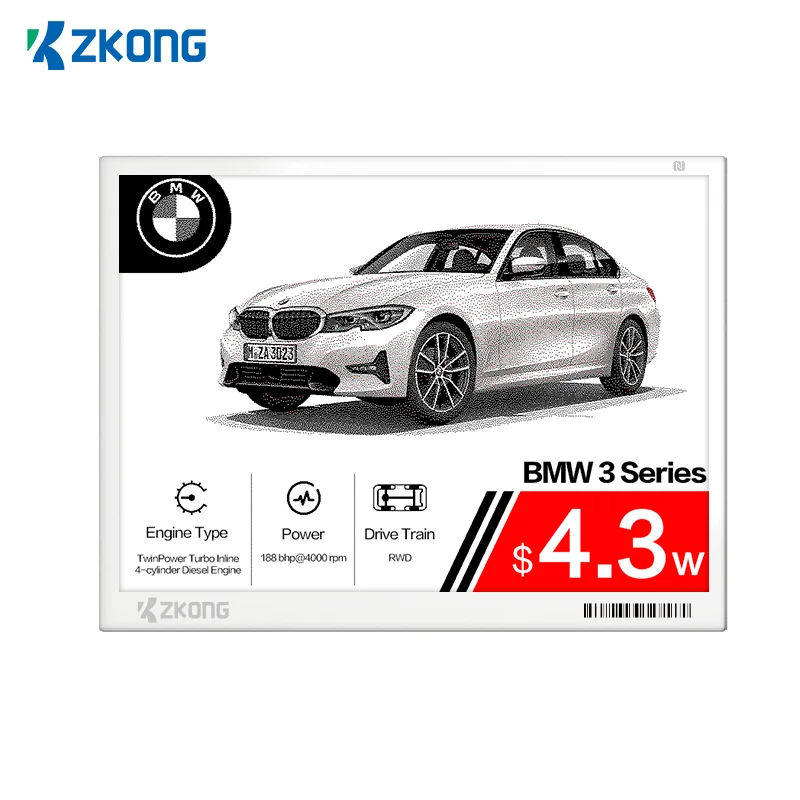 ZKONG
BMW
M·ZA 3023
BMW 3 Series
Engine Type
TwinPower Turbo Inline
4-cylinder Diesel Engine
Power
188 bhp@4000 rpm
Drive Train
RWD
$4.3w
ZKONG